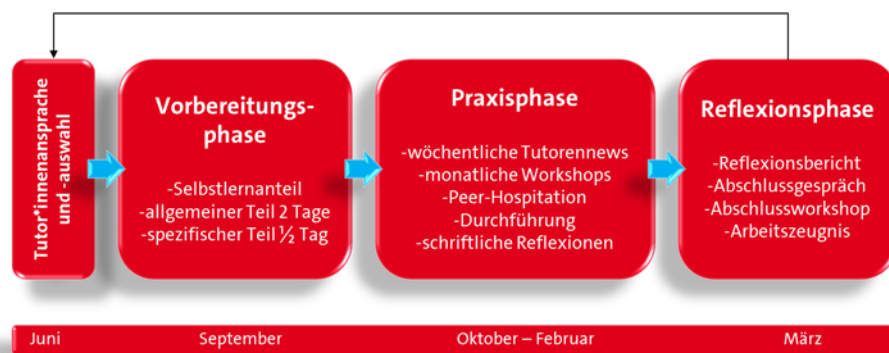 Tutor*innenansprache
und -auswahl
Vorbereitungs-
phase
-Selbstlernanteil
-allgemeiner Teil 2 Tage
-spezifischer Teil ½ Tag
Praxisphase
-wöchentliche Tutorennews
-monatliche Workshops
-Peer-Hospitation
-Durchführung
-schriftliche Reflexionen
Reflexionsphase
-Reflexionsbericht
-Abschlussgespräch
-Abschlussworkshop
-Arbeitszeugnis
Juni
September
Oktober – Februar
März